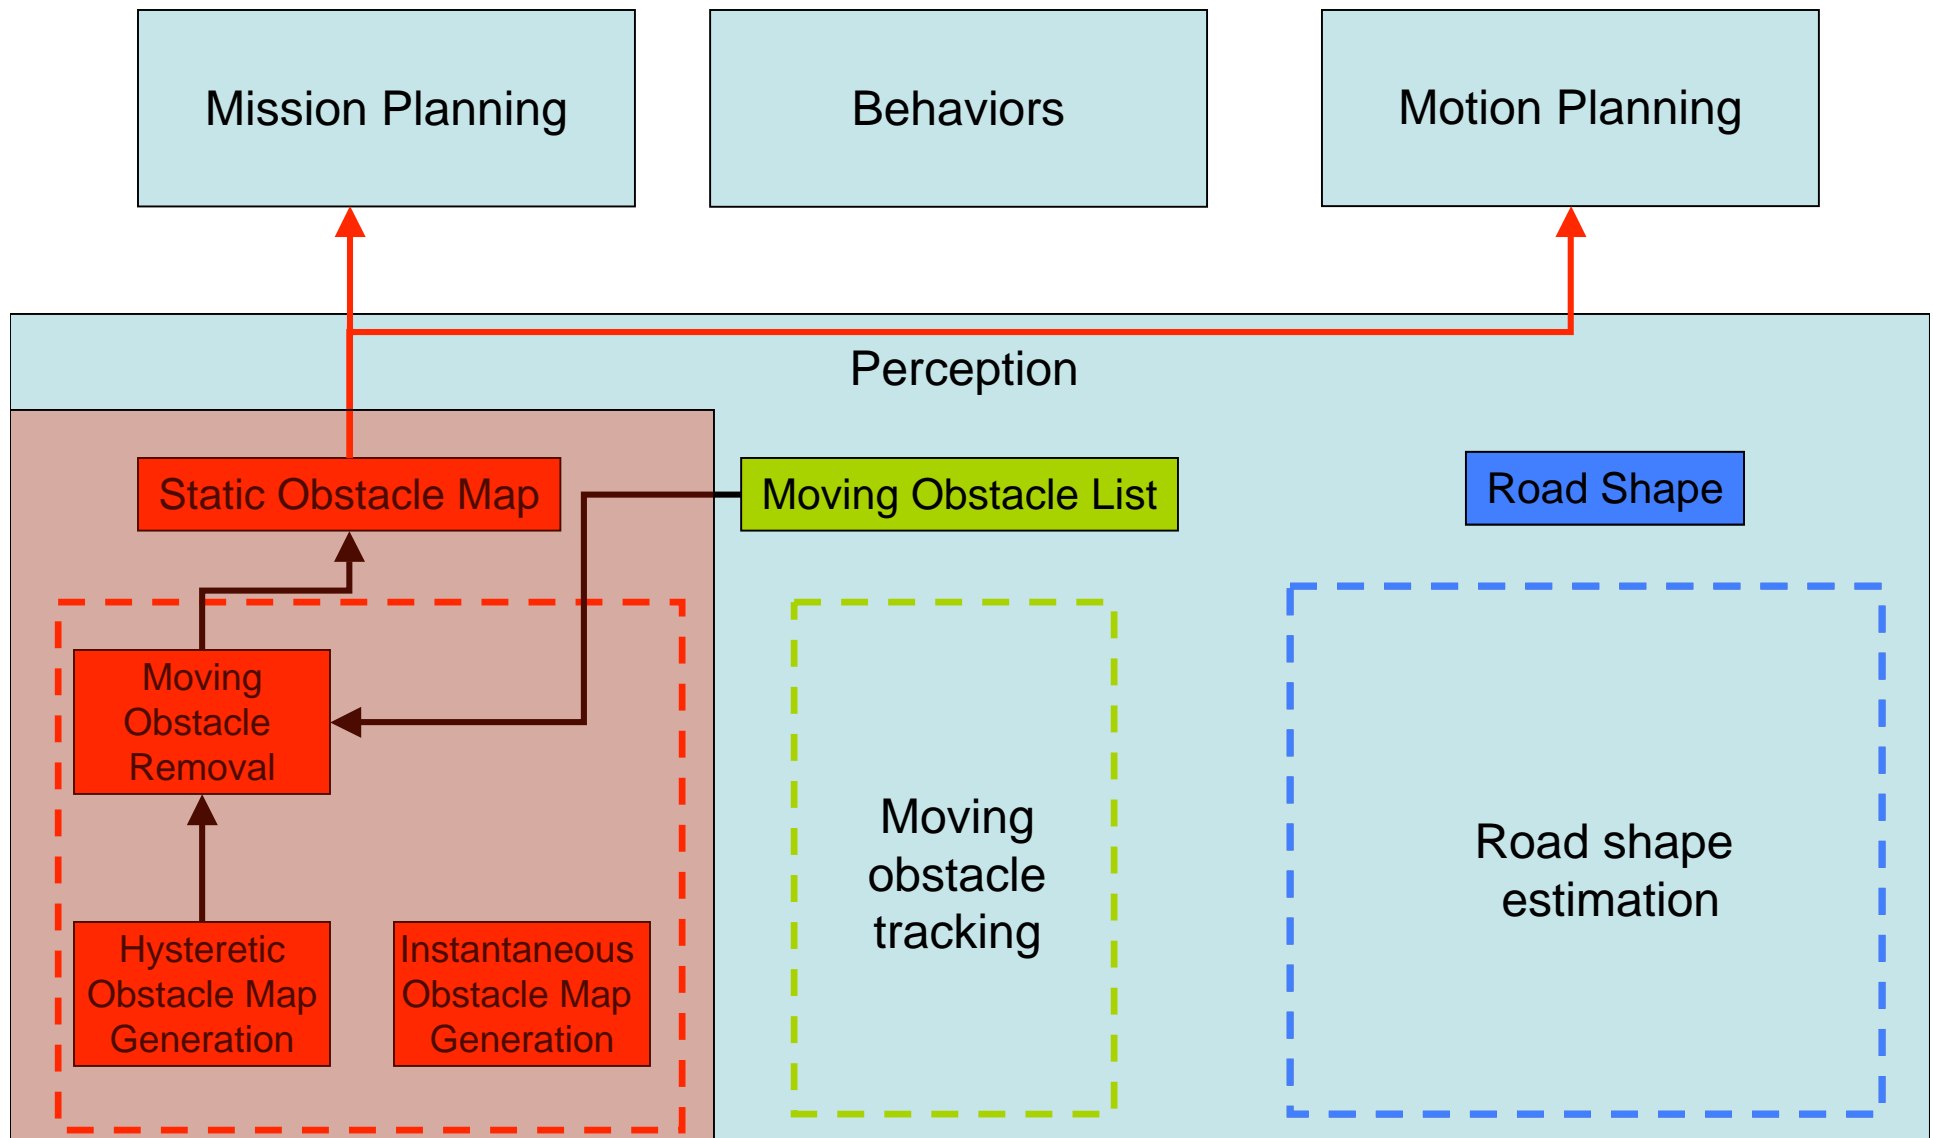 Mission Planning
Behaviors
Motion Planning
Perception
Static Obstacle Map
Moving Obstacle List
Road Shape
Moving
Obstacle
Removal
Hysteretic
Obstacle Map
Generation
Instantaneous
Obstacle Map
Generation
Moving
obstacle
tracking
Road shape
estimation